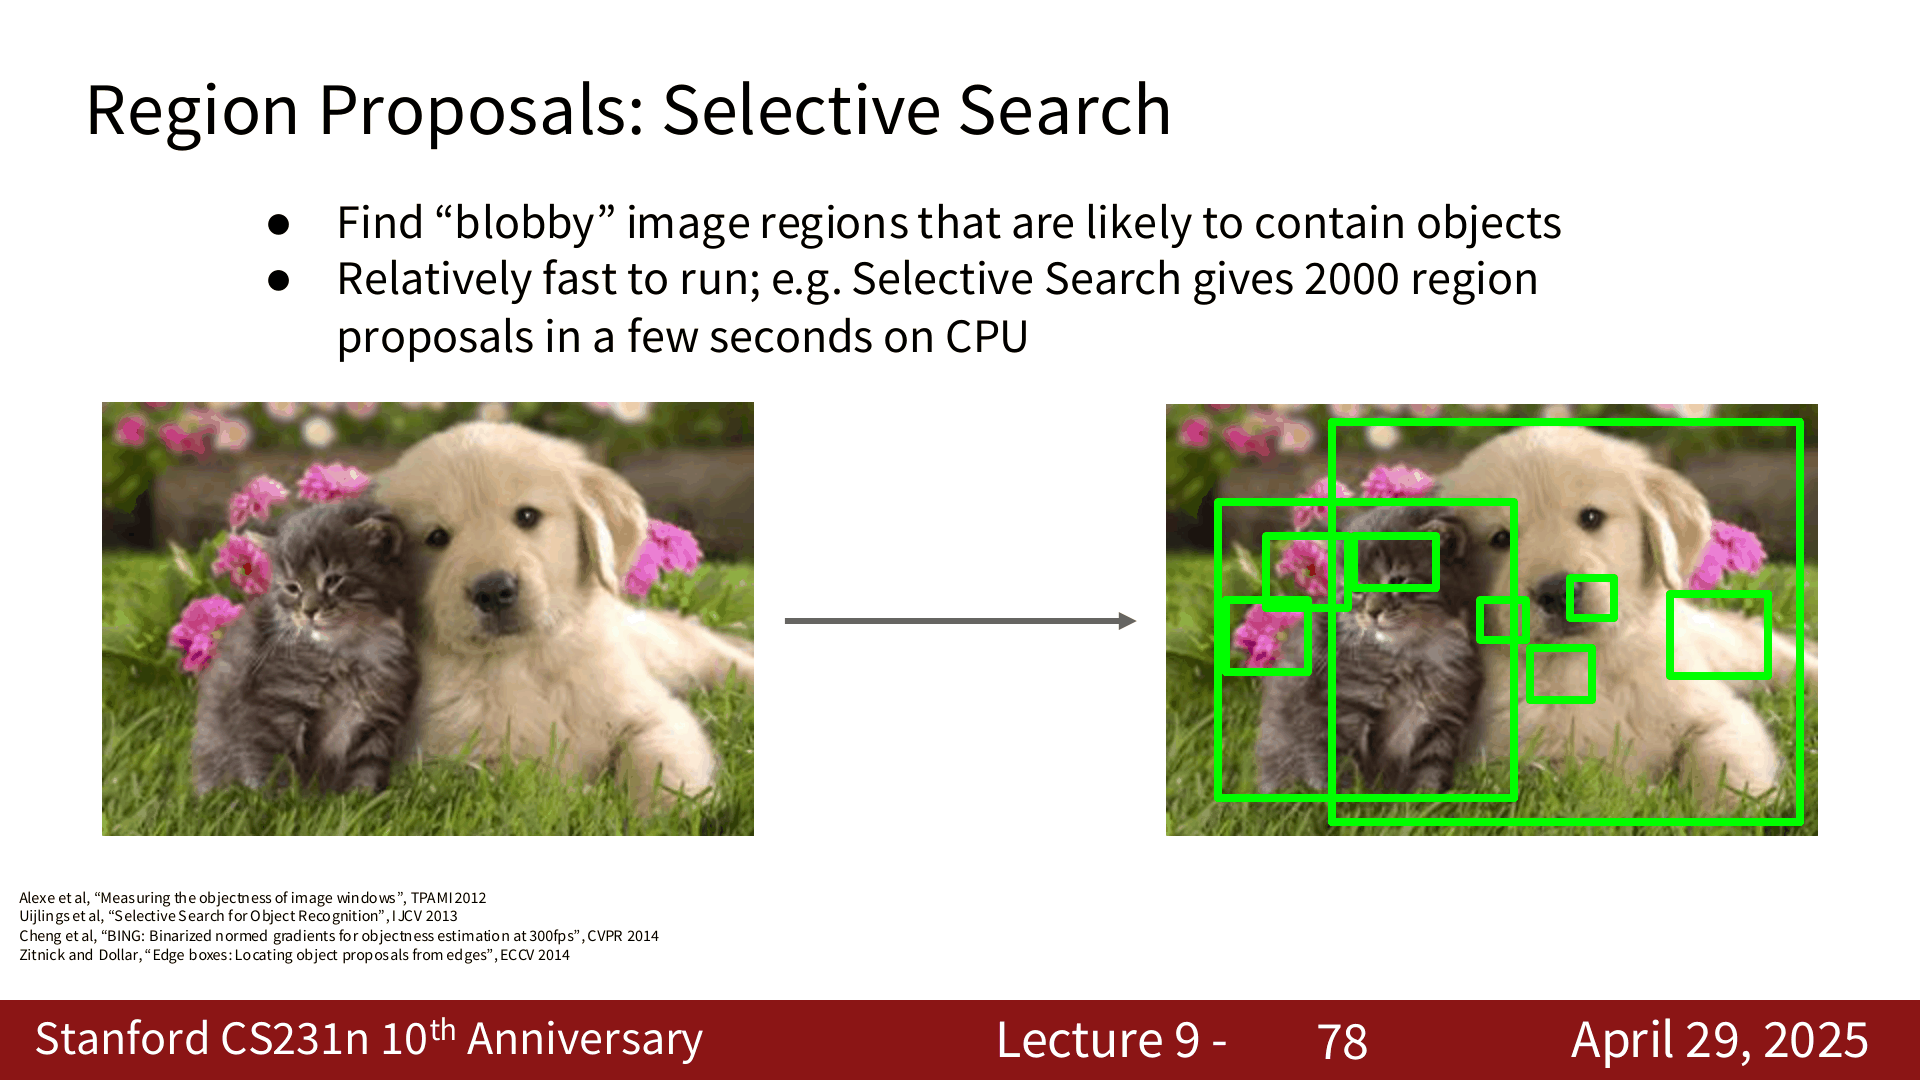 Region Proposals: Selective Search
● Find “blobby” image regions that are likely to contain objects
● Relatively fast to run; e.g. Selective Search gives 2000 region
proposals in a few seconds on CPU
Alexe et al, “Measuring the objectness of image windows”, TPAMI 2012
Uijlings et al, “Selective Search for Object Recognition”, IJCV 2013
Cheng et al, “BING: Binarized normed gradients for objectness estimation at 300fps”, CVPR 2014
Zitnick and Dollar, “Edge boxes: Locating object proposals from edges”, ECCV 2014
Stanford CS231n 10th Anniversary Lecture 9 - 78 April 29, 2025